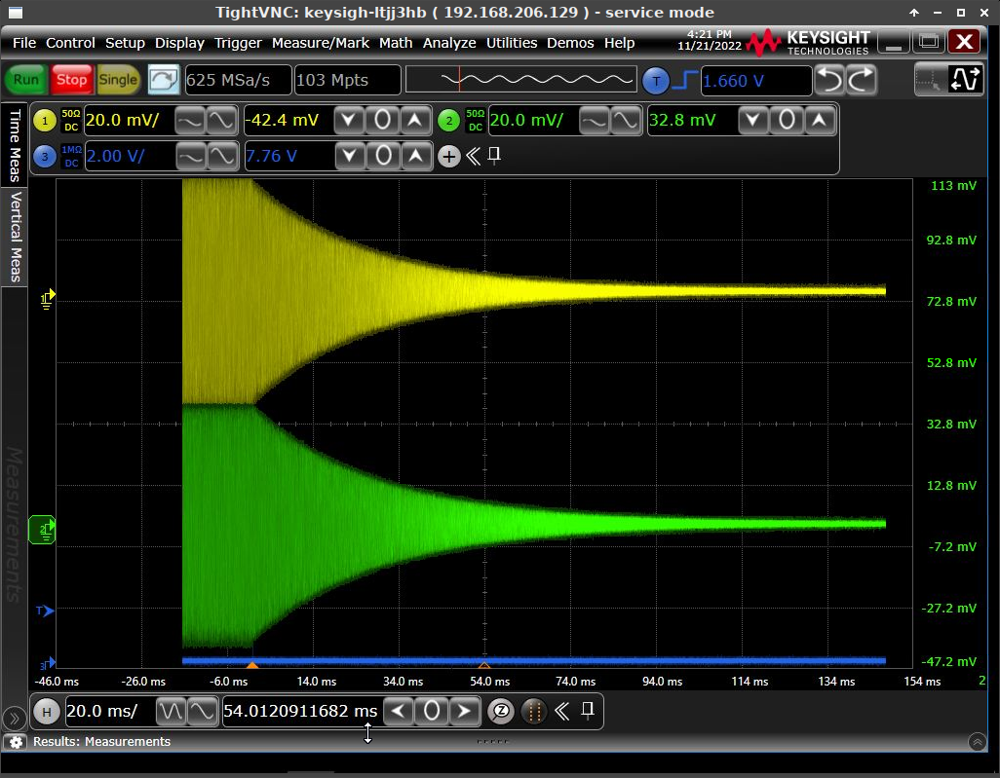 TightVNC: keysigh-ltjj3hb ( 192.168.206.129 ) - service mode
File Control Setup Display Trigger Measure/Mark Math Analyze Utilities Demos Help
4:21 PM
11/21/2022
KEYSIGHT
TECHNOLOGIES
Run Stop Single 625 MSa/s 103 Mpts T 1.660 V
1 50Ω DC 20.0 mV/ -42.4 mV 2 50Ω DC 20.0 mV/ 32.8 mV
3 1MΩ DC 2.00 V/ 7.76 V
Time Meas
Vertical Meas
Measurements
113 mV
92.8 mV
72.8 mV
52.8 mV
32.8 mV
12.8 mV
-7.2 mV
-27.2 mV
-47.2 mV
1
2
T
3
-46.0 ms -26.0 ms -6.0 ms 14.0 ms 34.0 ms 54.0 ms 74.0 ms 94.0 ms 114 ms 134 ms 154 ms 2
H 20.0 ms/ 54.0120911682 ms 0 Z
Results: Measurements